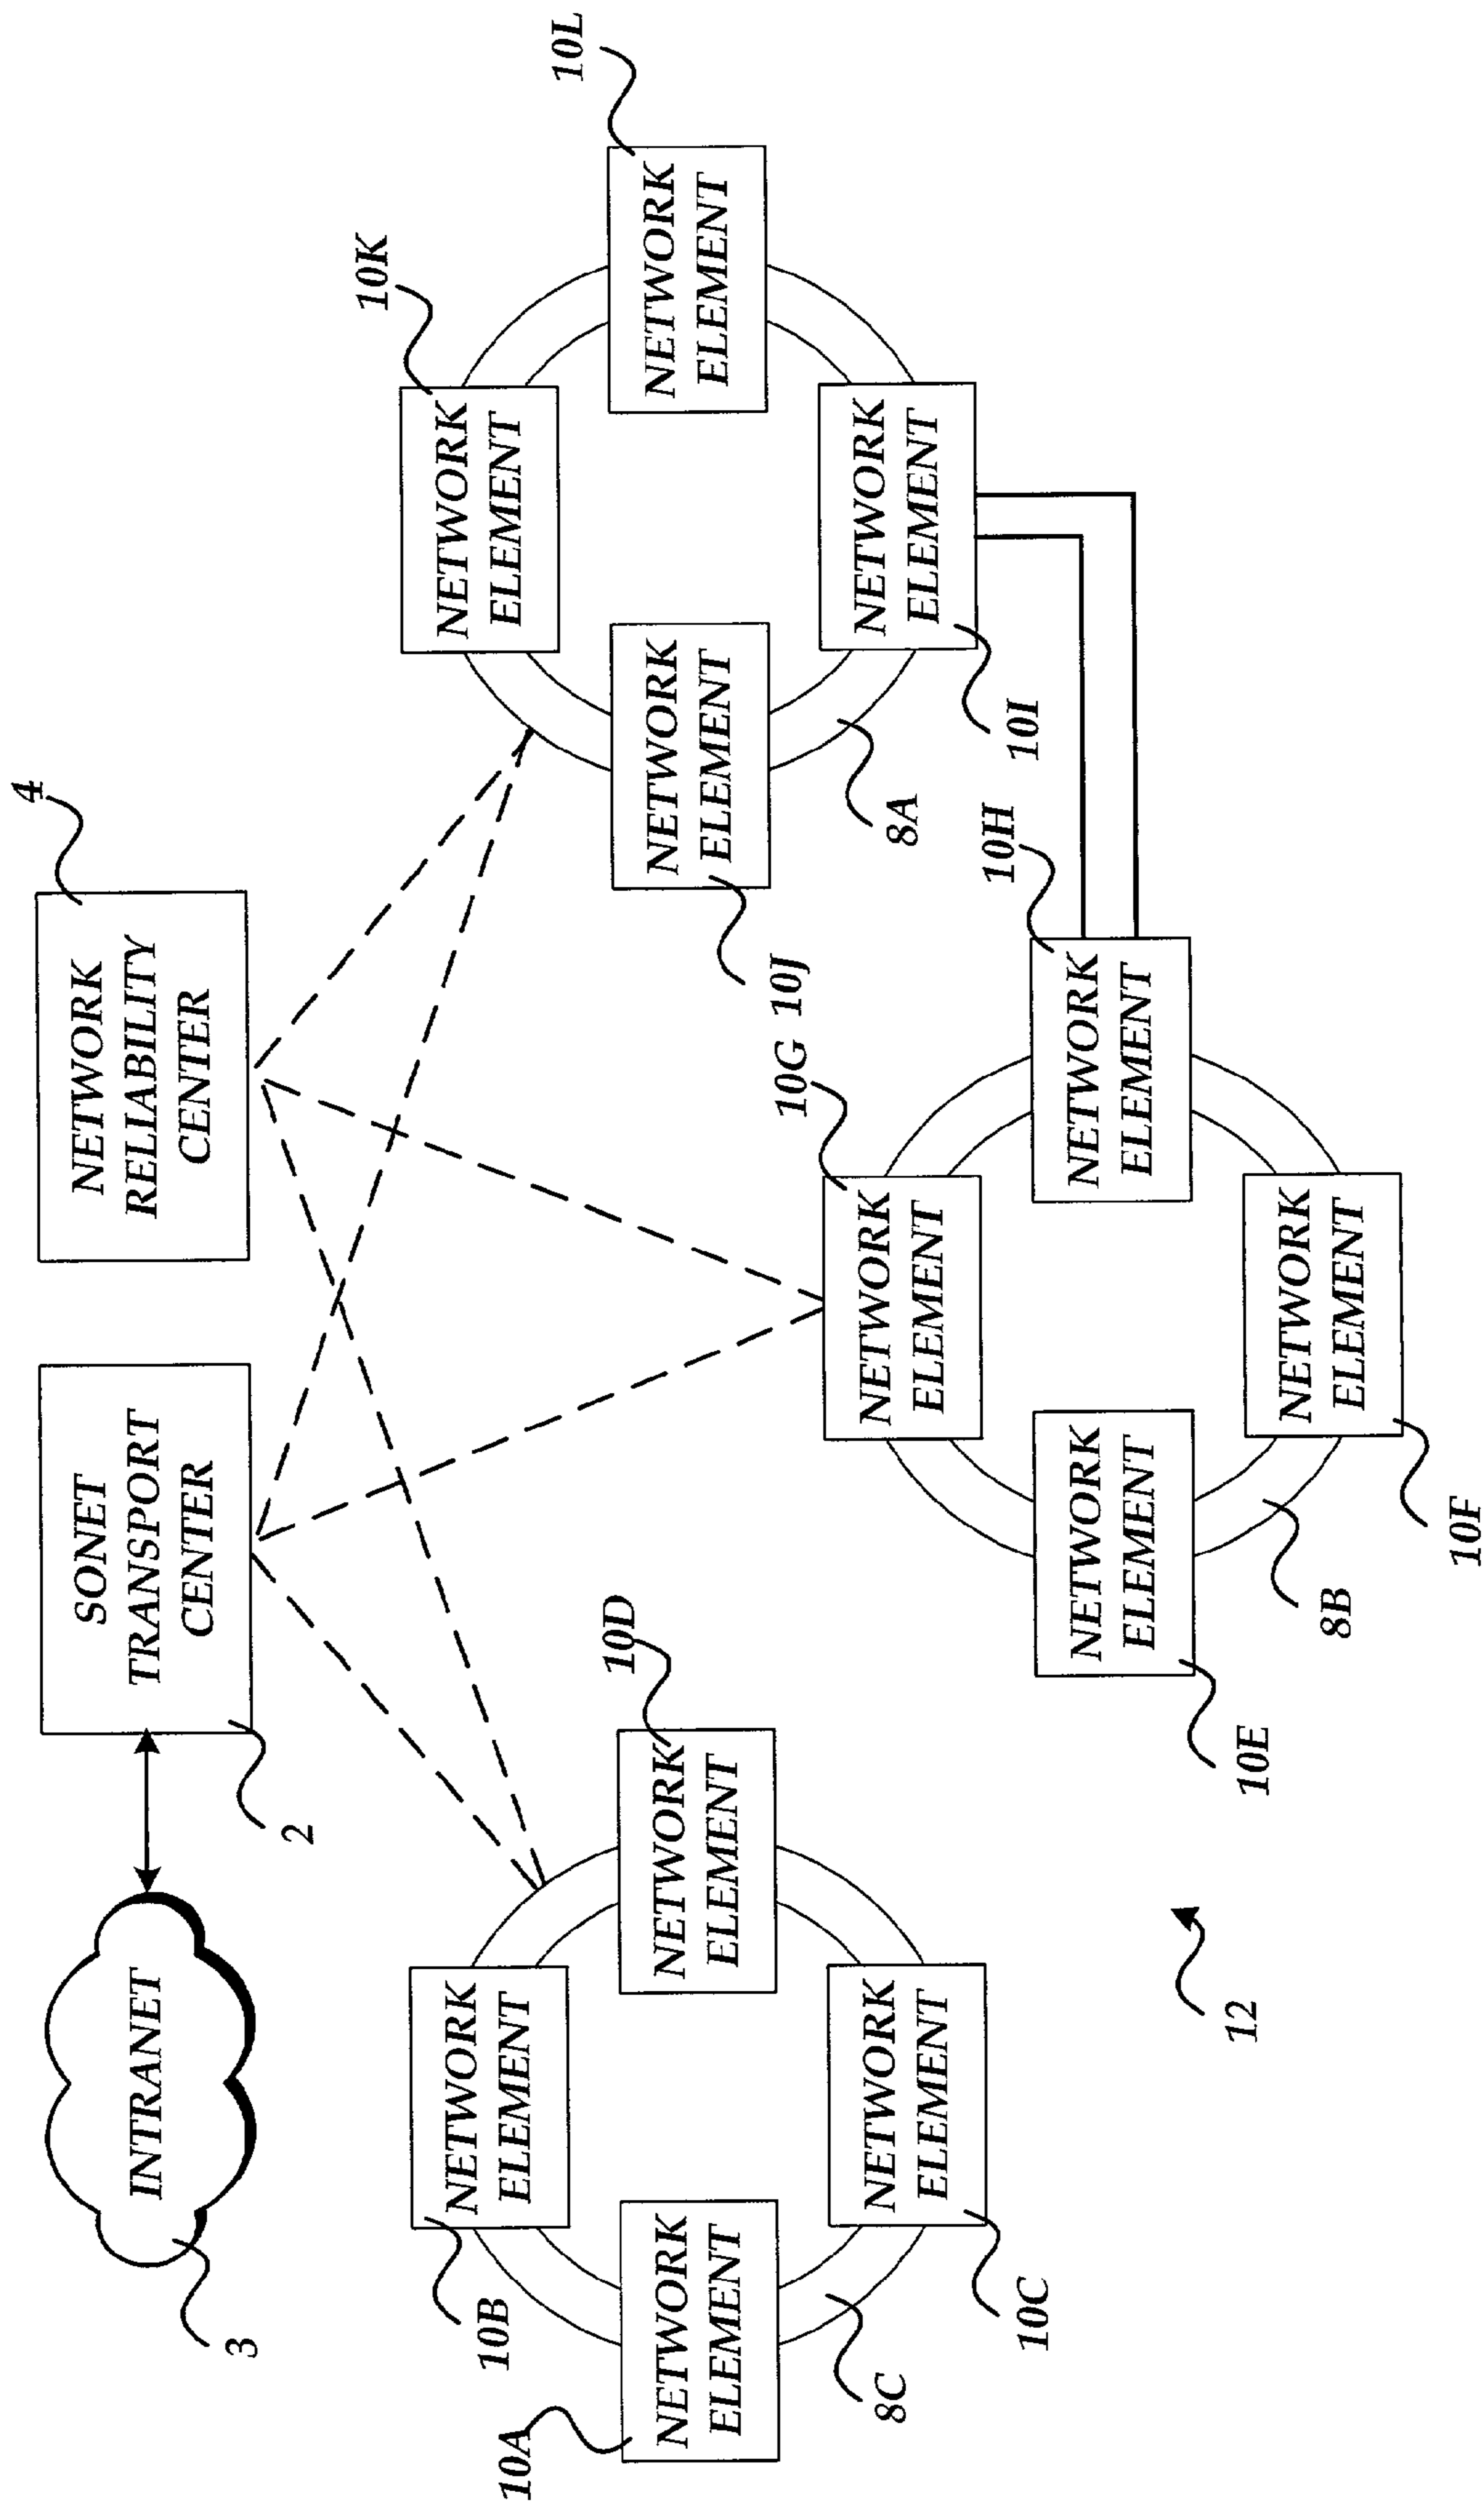 3
INTRANET
2
SONET
TRANSPORT
CENTER
4
NETWORK
RELIABILITY
CENTER
10A
NETWORK
ELEMENT
10B
NETWORK
ELEMENT
10C
NETWORK
ELEMENT
10D
NETWORK
ELEMENT
8C
10E
NETWORK
ELEMENT
10F
NETWORK
ELEMENT
10G
NETWORK
ELEMENT
10H
NETWORK
ELEMENT
8B
10I
NETWORK
ELEMENT
10J
NETWORK
ELEMENT
10K
NETWORK
ELEMENT
10L
NETWORK
ELEMENT
8A
12